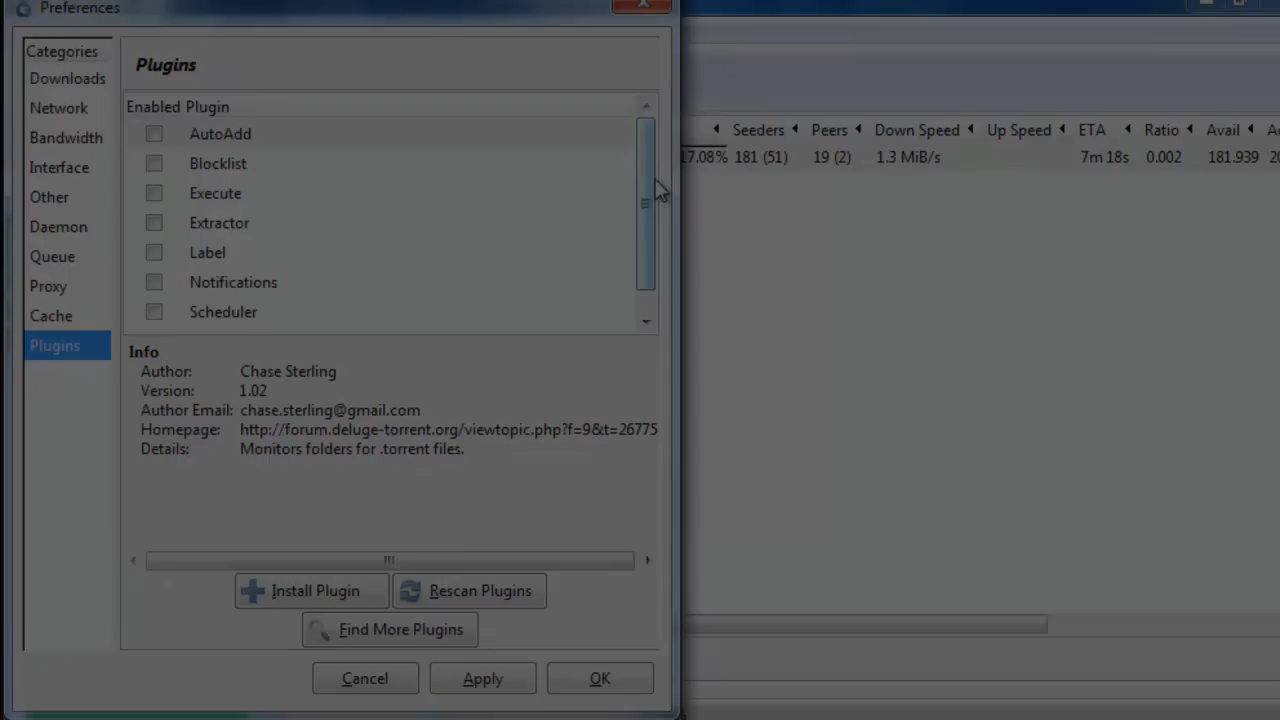 Preferences
Categories
Downloads
Network
Bandwidth
Interface
Other
Daemon
Queue
Proxy
Cache
Plugins
Plugins
Enabled Plugin
AutoAdd
Blocklist
Execute
Extractor
Label
Notifications
Scheduler
Info
Author: Chase Sterling
Version: 1.02
Author Email: chase.sterling@gmail.com
Homepage: http://forum.deluge-torrent.org/viewtopic.php?f=9&t=26775
Details: Monitors folders for .torrent files.
Install Plugin Rescan Plugins
Find More Plugins
Cancel Apply OK
Seeders Peers Down Speed Up Speed ETA Ratio Avail
17.08% 181 (51) 19 (2) 1.3 MiB/s 7m 18s 0.002 181.939